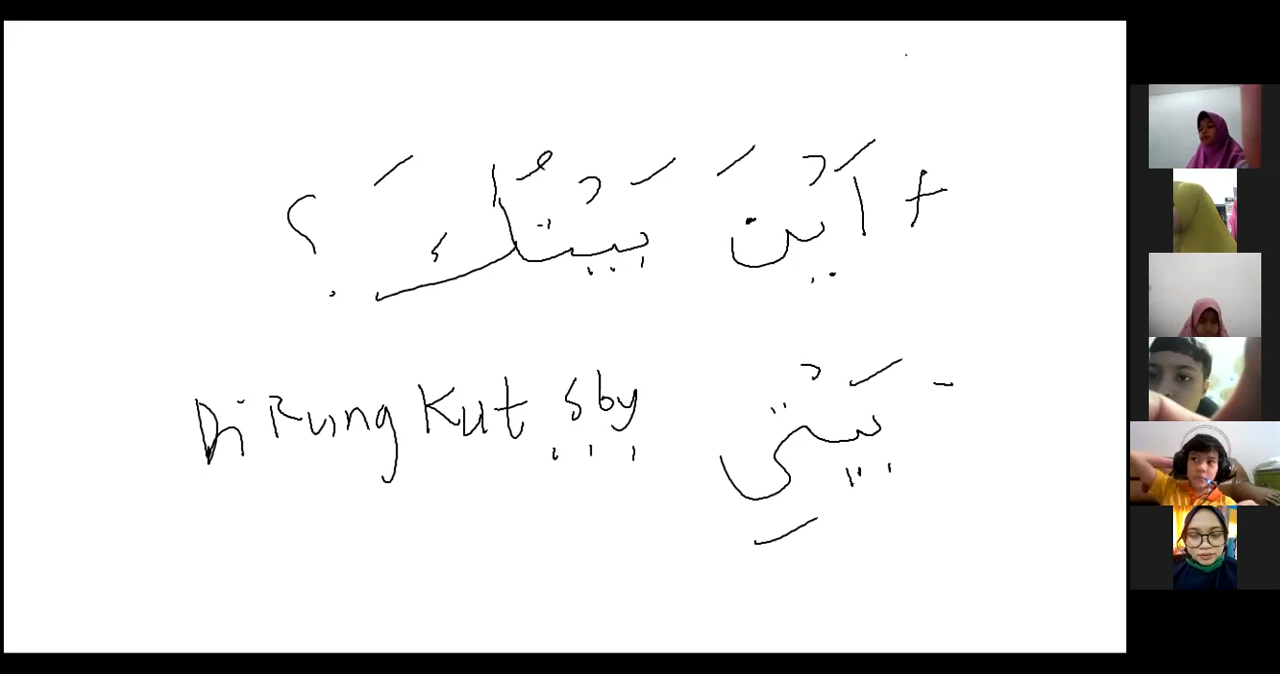 + اَيْنَ بَيْتُكَ ؟
- بَيْتِي Di RungKut sby ...